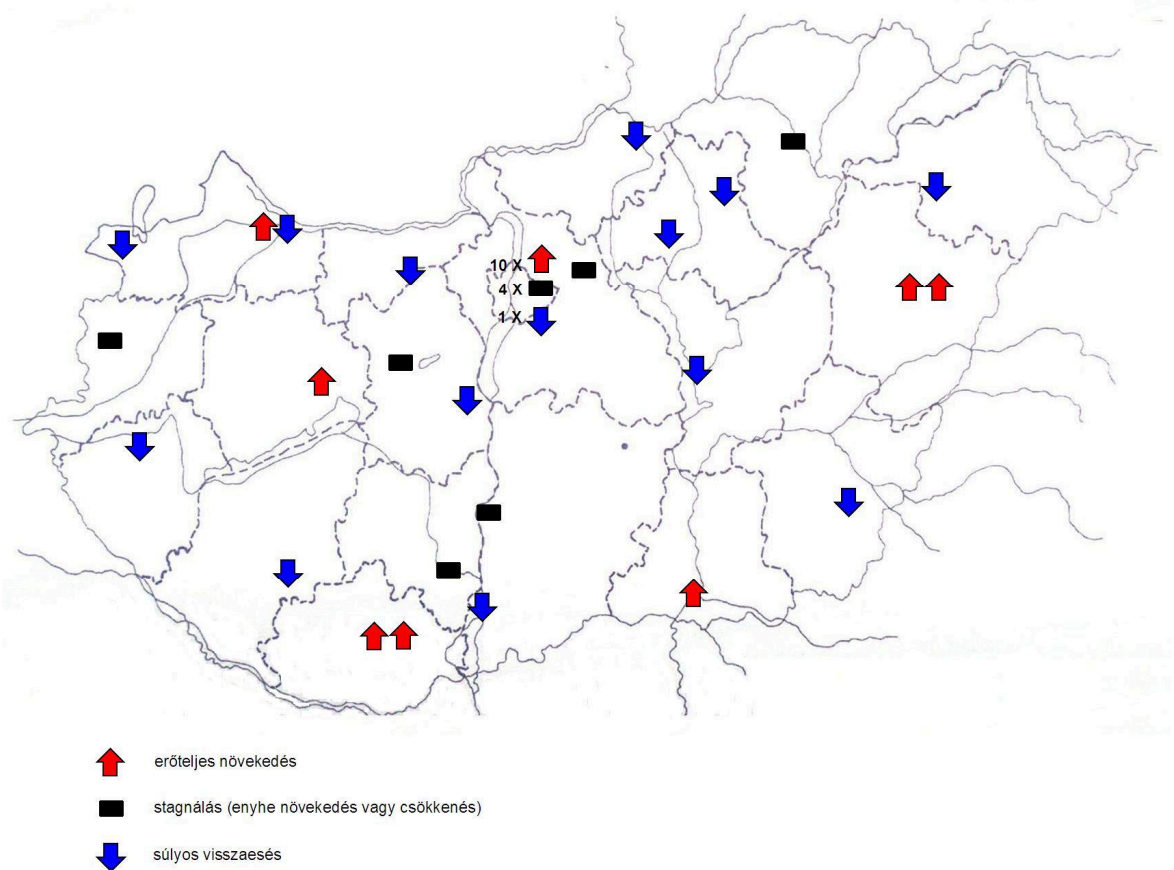 10 X
4 X
1 X
erőteljes növekedés
stagnálás (enyhe növekedés vagy csökkenés)
súlyos visszaesés